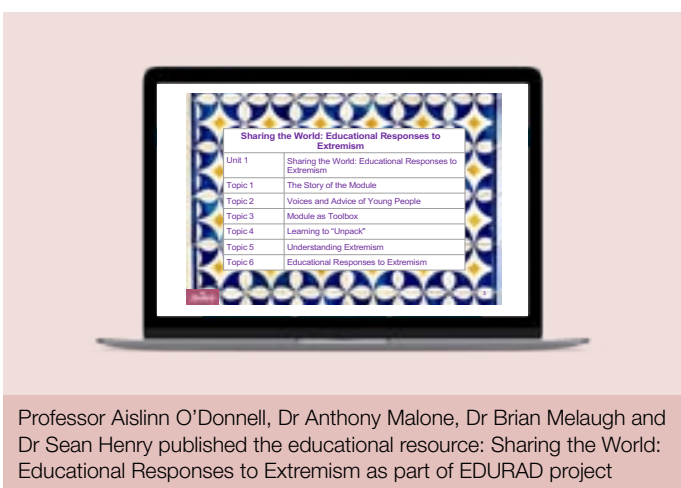 Sharing the World: Educational Responses to
Extremism
Unit 1 Sharing the World: Educational Responses to
Extremism
Topic 1 The Story of the Module
Topic 2 Voices and Advice of Young People
Topic 3 Module as Toolbox
Topic 4 Learning to “Unpack”
Topic 5 Understanding Extremism
Topic 6 Educational Responses to Extremism
Professor Aislinn O’Donnell, Dr Anthony Malone, Dr Brian Melaugh and
Dr Sean Henry published the educational resource: Sharing the World:
Educational Responses to Extremism as part of EDURAD project